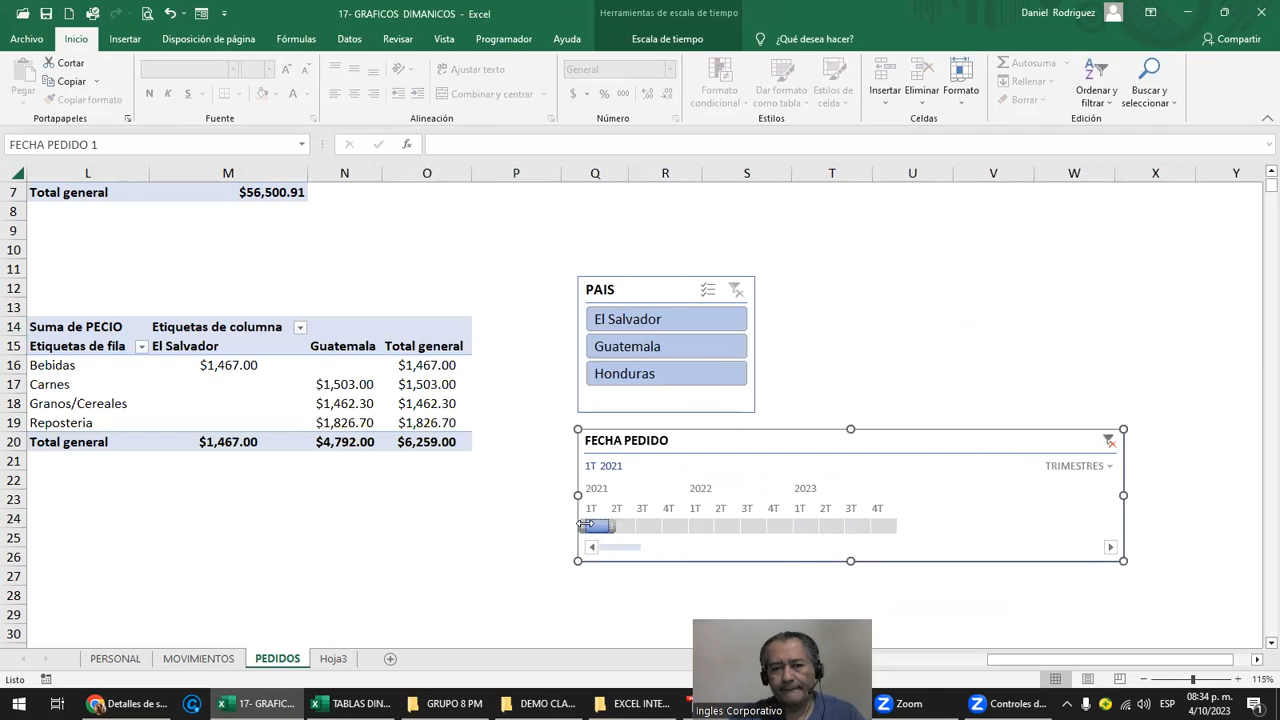 17- GRAFICOS DIMANICOS - Excel
Herramientas de escala de tiempo
Daniel Rodriguez
Archivo Inicio Insertar Disposición de página Fórmulas Datos Revisar Vista Programador Ayuda Escala de tiempo ¿Qué desea hacer? Compartir
Pegar
Cortar
Copiar
Copiar formato
Portapapeles
N K S
Fuente
Ajustar texto
Combinar y centrar
Alineación
General
$ % 000
Número
Formato condicional
Dar formato como tabla
Estilos de celda
Estilos
Insertar Eliminar Formato
Celdas
Autosuma
Rellenar
Borrar
Ordenar y filtrar
Buscar y seleccionar
Edición
FECHA PEDIDO 1
fx
L M N O P Q R S T U V W X Y
7 Total general $56,500.91
8
9
10
11
12
13
14 Suma de PECIO Etiquetas de columna
15 Etiquetas de fila El Salvador Guatemala Total general
16 Bebidas $1,467.00 $1,467.00
17 Carnes $1,503.00 $1,503.00
18 Granos/Cereales $1,462.30 $1,462.30
19 Reposteria $1,826.70 $1,826.70
20 Total general $1,467.00 $4,792.00 $6,259.00
21
22
23
24
25
26
27
28
29
30
PAIS
El Salvador
Guatemala
Honduras
FECHA PEDIDO
1T 2021 TRIMESTRES
2021 2022 2023
1T 2T 3T 4T 1T 2T 3T 4T 1T 2T 3T 4T
PERSONAL MOVIMIENTOS PEDIDOS Hoja3
Listo
115%
Ingles Corporativo
Detalles de s...
17- GRAFIC...
TABLAS DIN...
GRUPO 8 PM
DEMO CLA...
EXCEL INTE...
Zoom
Controles d...
ESP
08:34 p. m.
4/10/2023